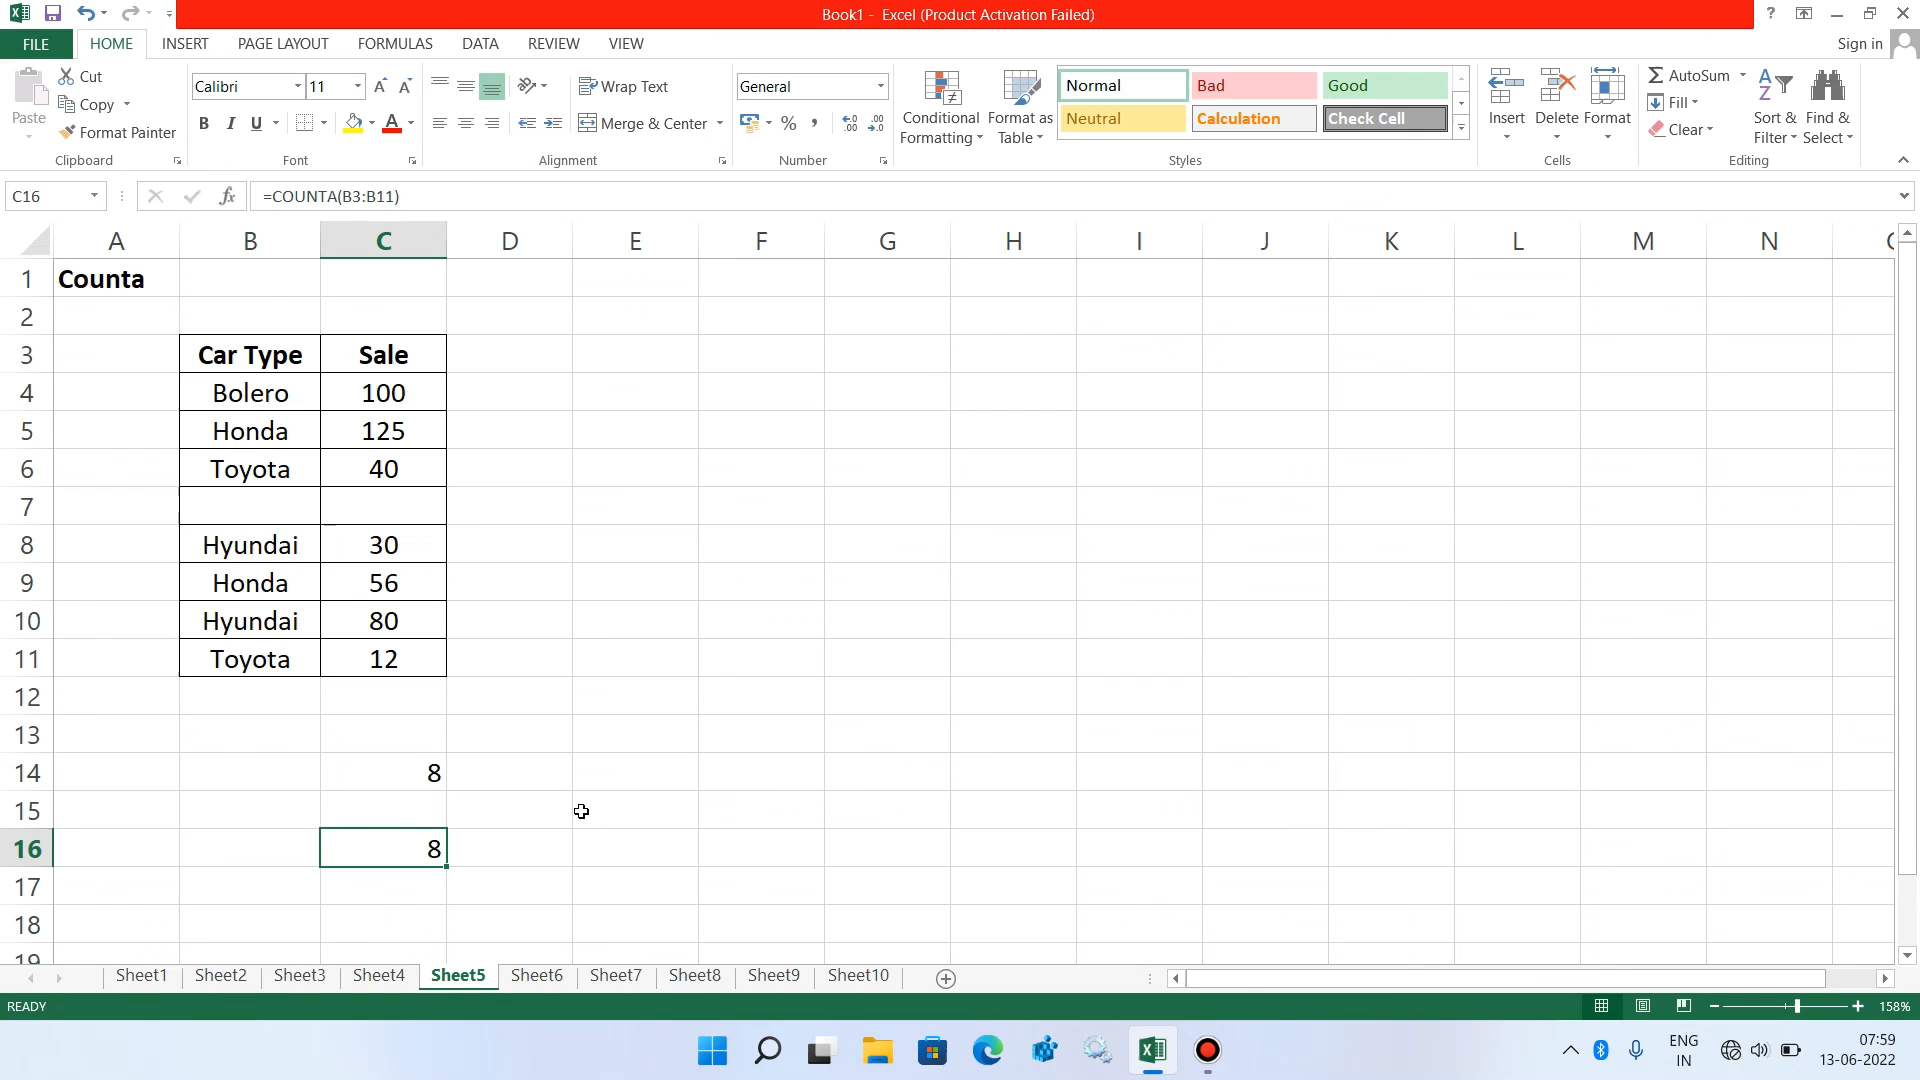 Book1 - Excel (Product Activation Failed)
?
FILE HOME INSERT PAGE LAYOUT FORMULAS DATA REVIEW VIEW Sign in
Paste
Cut
Copy
Format Painter
Clipboard
Calibri 11
B I U
Font
Wrap Text
Merge & Center
Alignment
General
%
Number
Conditional Formatting
Format as Table
Normal Bad Good
Neutral Calculation Check Cell
Styles
Insert Delete Format
Cells
AutoSum
Fill
Clear
Sort & Filter
Find & Select
Editing
C16 fx =COUNTA(B3:B11)
A B C D E F G H I J K L M N
1 Counta
2
3 Car Type Sale
4 Bolero 100
5 Honda 125
6 Toyota 40
7
8 Hyundai 30
9 Honda 56
10 Hyundai 80
11 Toyota 12
12
13
14 8
15
16 8
17
18
19
Sheet1 Sheet2 Sheet3 Sheet4 Sheet5 Sheet6 Sheet7 Sheet8 Sheet9 Sheet10
READY 158%
ENG 07:59
IN 13-06-2022